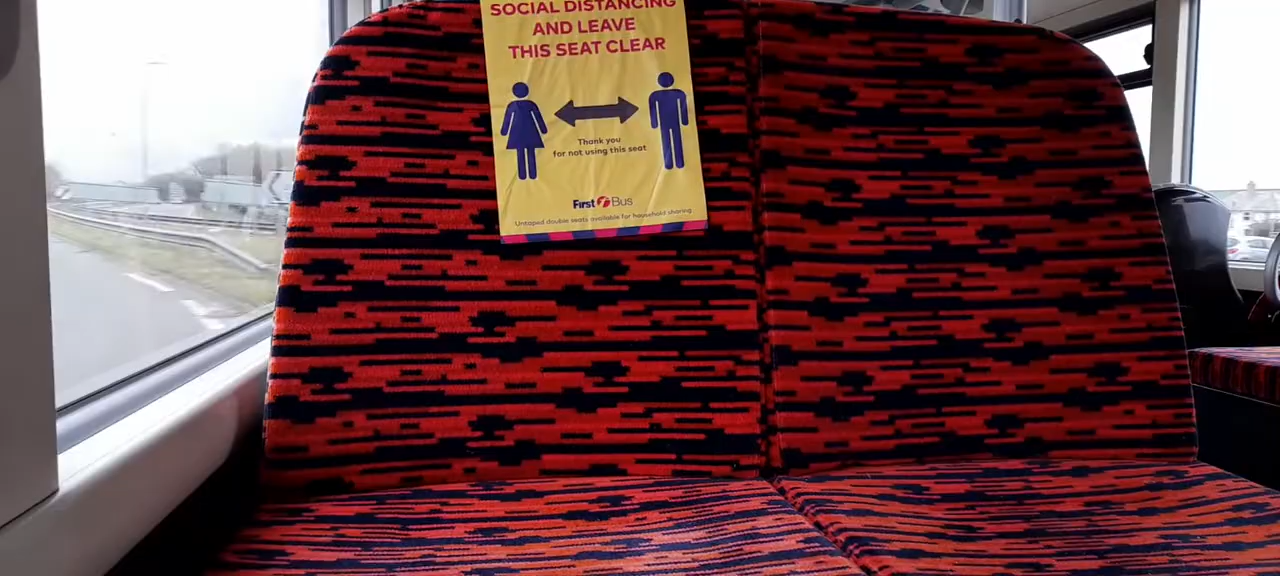 SOCIAL DISTANCING
AND LEAVE
THIS SEAT CLEAR
Thank you
for not using this seat
First Bus
Untaped double seats available for household sharing